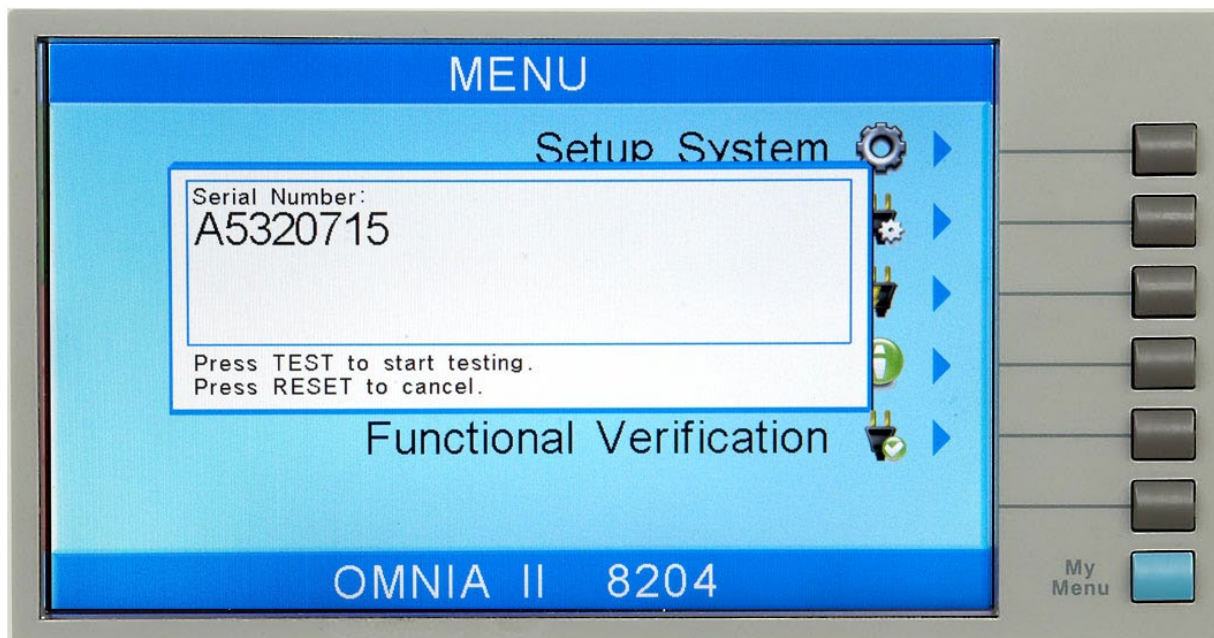 MENU
Setup System
Serial Number:
A5320715
Press TEST to start testing.
Press RESET to cancel.
Functional Verification
OMNIA II 8204
My
Menu